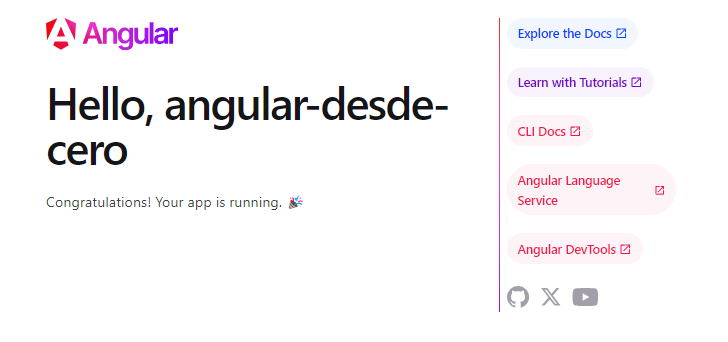 Angular
Hello, angular-desde-
cero
Congratulations! Your app is running. 🎉
Explore the Docs
Learn with Tutorials
CLI Docs
Angular Language
Service
Angular DevTools